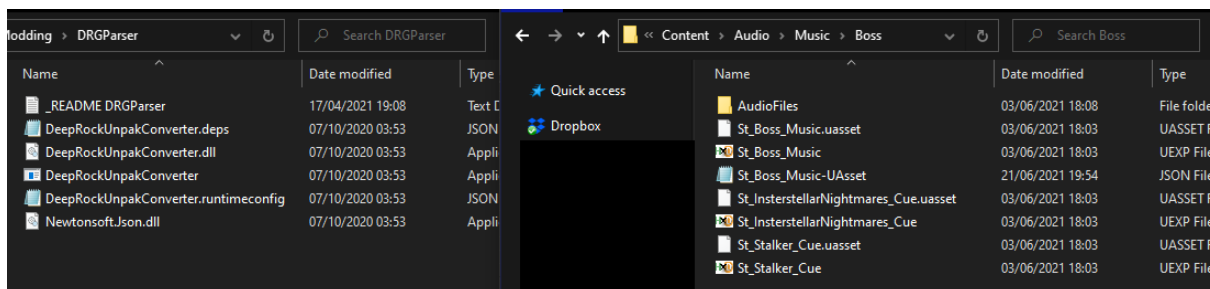 Modding > DRGParser
Search DRGParser
Name Date modified Type
_README DRGParser 17/04/2021 19:08 Text D
DeepRockUnpakConverter.deps 07/10/2020 03:53 JSON
DeepRockUnpakConverter.dll 07/10/2020 03:53 Appli
DeepRockUnpakConverter 07/10/2020 03:53 Appli
DeepRockUnpakConverter.runtimeconfig 07/10/2020 03:53 JSON
Newtonsoft.Json.dll 07/10/2020 03:53 Appli
« Content > Audio > Music > Boss
Search Boss
Quick access
Dropbox
Name Date modified Type
AudioFiles 03/06/2021 18:08 File folde
St_Boss_Music.uasset 03/06/2021 18:03 UASSET F
St_Boss_Music 03/06/2021 18:03 UEXP File
St_Boss_Music-UAsset 21/06/2021 19:54 JSON File
St_InsterstellarNightmares_Cue.uasset 03/06/2021 18:03 UASSET F
St_InsterstellarNightmares_Cue 03/06/2021 18:03 UEXP File
St_Stalker_Cue.uasset 03/06/2021 18:03 UASSET F
St_Stalker_Cue 03/06/2021 18:03 UEXP File